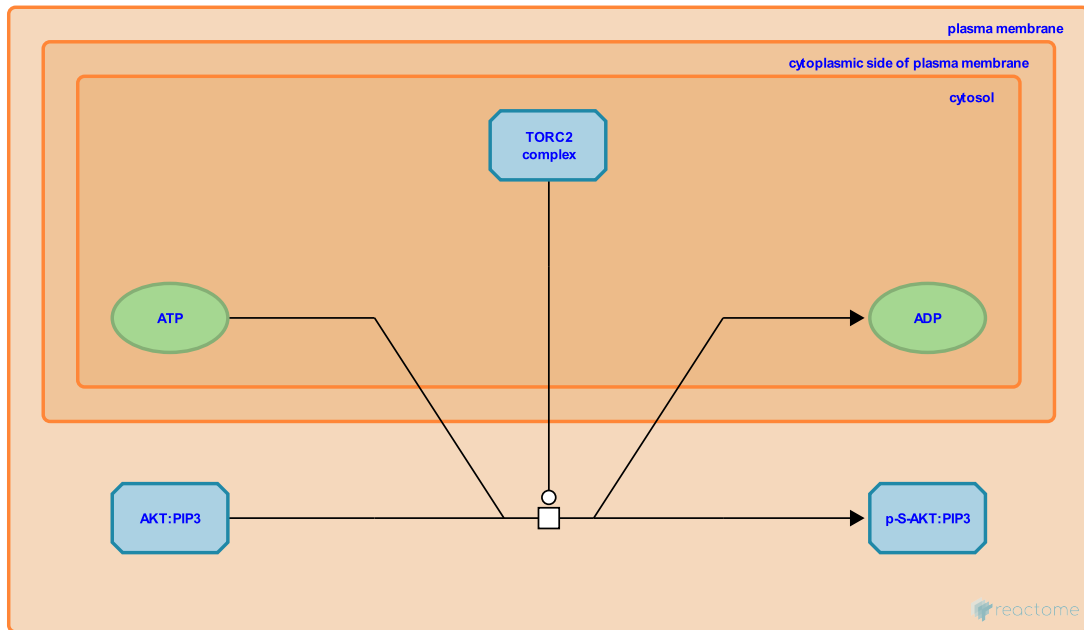 plasma membrane
cytoplasmic side of plasma membrane
cytosol
TORC2
complex
ATP
ADP
AKT:PIP3
p-S-AKT:PIP3
reactome